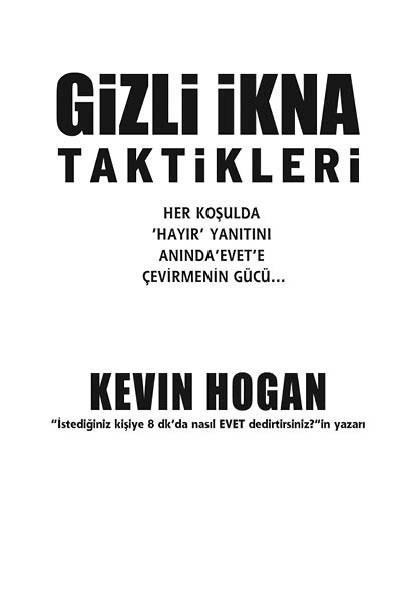 GiZLi iKNA
TAKTiKLERi
HER KOŞULDA
'HAYIR' YANITINI
ANINDA'EVET'E
ÇEVİRMENİN GÜCÜ...
KEVIN HOGAN
"İstediğiniz kişiye 8 dk'da nasıl EVET dedirtirsiniz?"in yazarı